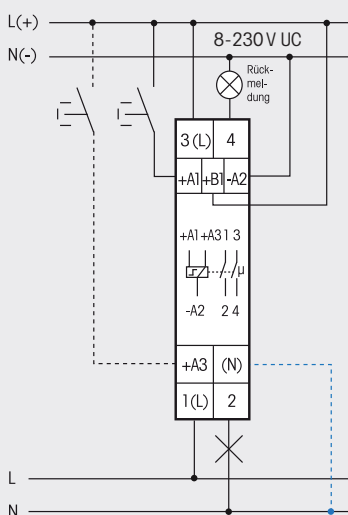 L(+)
N(-)
8-230 V UC
Rück-
mel-
dung
3(L) 4
+A1 +B1 -A2
+A1 +A3 1 3
µ
-A2 2 4
+A3 (N)
1(L) 2
L
N